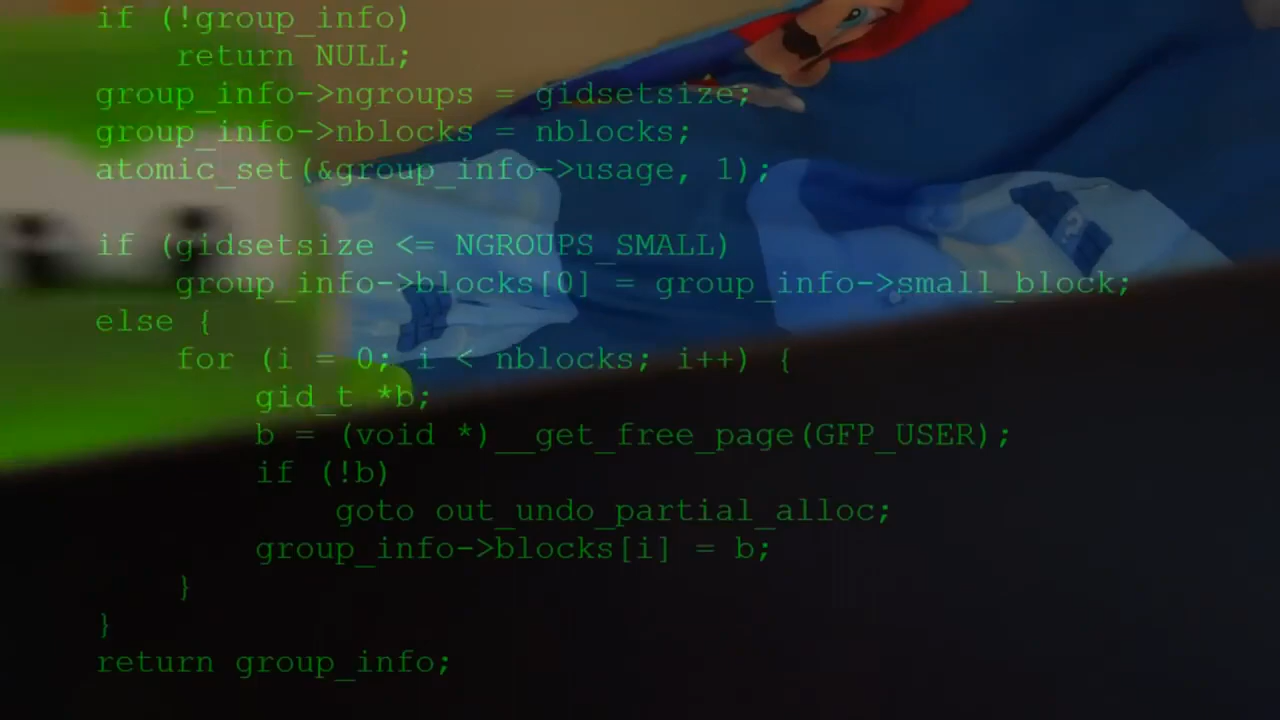 if (!group_info)
return NULL;
group_info->ngroups = gidsetsize;
group_info->nblocks = nblocks;
atomic_set(&group_info->usage, 1);
if (gidsetsize <= NGROUPS_SMALL)
group_info->blocks[0] = group_info->small_block;
else {
for (i = 0; i < nblocks; i++) {
gid_t *b;
b = (void *)__get_free_page(GFP_USER);
if (!b)
goto out_undo_partial_alloc;
group_info->blocks[i] = b;
}
}
return group_info;